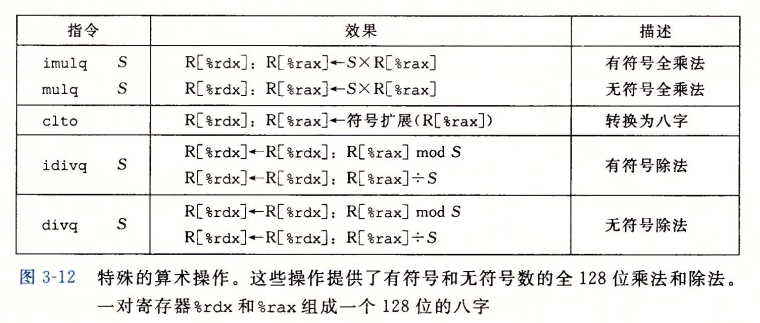 指令 效果 描述
imulq S R[%rdx]：R[%rax]←S×R[%rax] 有符号全乘法
mulq S R[%rdx]：R[%rax]←S×R[%rax] 无符号全乘法
clto R[%rdx]：R[%rax]←符号扩展(R[%rax]) 转换为八字
idivq S R[%rdx]←R[%rdx]：R[%rax] mod S 有符号除法
R[%rdx]←R[%rdx]：R[%rax]÷S
divq S R[%rdx]←R[%rdx]：R[%rax] mod S 无符号除法
R[%rdx]←R[%rdx]：R[%rax]÷S
图 3-12 特殊的算术操作。这些操作提供了有符号和无符号数的全 128 位乘法和除法。
一对寄存器%rdx 和%rax 组成一个 128 位的八字